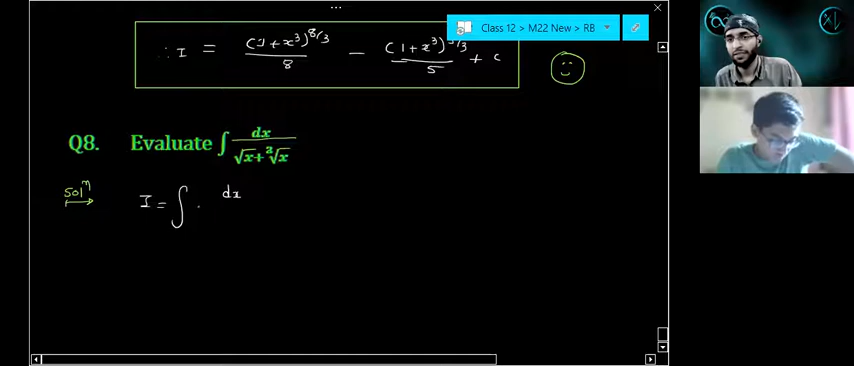 ...
Class 12 > M22 New > RB
∴ I = (1+x³)^8/3 / 8 − (1+x³)^5/3 / 5 + c
Q8. Evaluate ∫ dx / √x + ²√x
Solⁿ I = ∫ dx